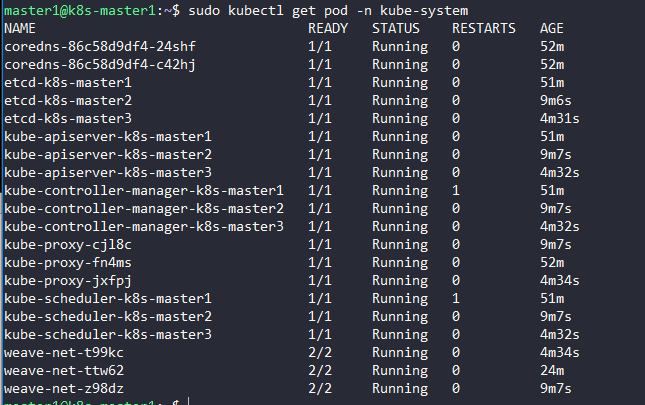 master1@k8s-master1:~$ sudo kubectl get pod -n kube-system
NAME READY STATUS RESTARTS AGE
coredns-86c58d9df4-24shf 1/1 Running 0 52m
coredns-86c58d9df4-c42hj 1/1 Running 0 52m
etcd-k8s-master1 1/1 Running 0 51m
etcd-k8s-master2 1/1 Running 0 9m6s
etcd-k8s-master3 1/1 Running 0 4m31s
kube-apiserver-k8s-master1 1/1 Running 0 51m
kube-apiserver-k8s-master2 1/1 Running 0 9m7s
kube-apiserver-k8s-master3 1/1 Running 0 4m32s
kube-controller-manager-k8s-master1 1/1 Running 1 51m
kube-controller-manager-k8s-master2 1/1 Running 0 9m7s
kube-controller-manager-k8s-master3 1/1 Running 0 4m32s
kube-proxy-cjl8c 1/1 Running 0 9m7s
kube-proxy-fn4ms 1/1 Running 0 52m
kube-proxy-jxfpj 1/1 Running 0 4m34s
kube-scheduler-k8s-master1 1/1 Running 1 51m
kube-scheduler-k8s-master2 1/1 Running 0 9m7s
kube-scheduler-k8s-master3 1/1 Running 0 4m32s
weave-net-t99kc 2/2 Running 0 4m34s
weave-net-ttw62 2/2 Running 0 24m
weave-net-z98dz 2/2 Running 0 9m7s
master1@k8s-master1:~$